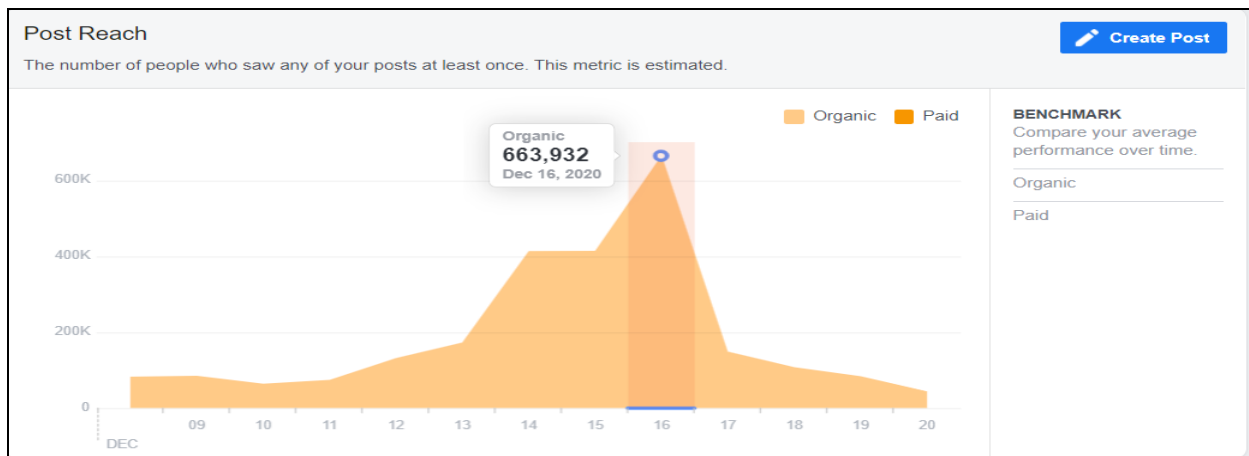 Post Reach
Create Post
The number of people who saw any of your posts at least once. This metric is estimated.
Organic Paid
BENCHMARK
Compare your average
performance over time.
Organic
Paid
Organic
663,932
Dec 16, 2020
600K
400K
200K
0
09 10 11 12 13 14 15 16 17 18 19 20
DEC